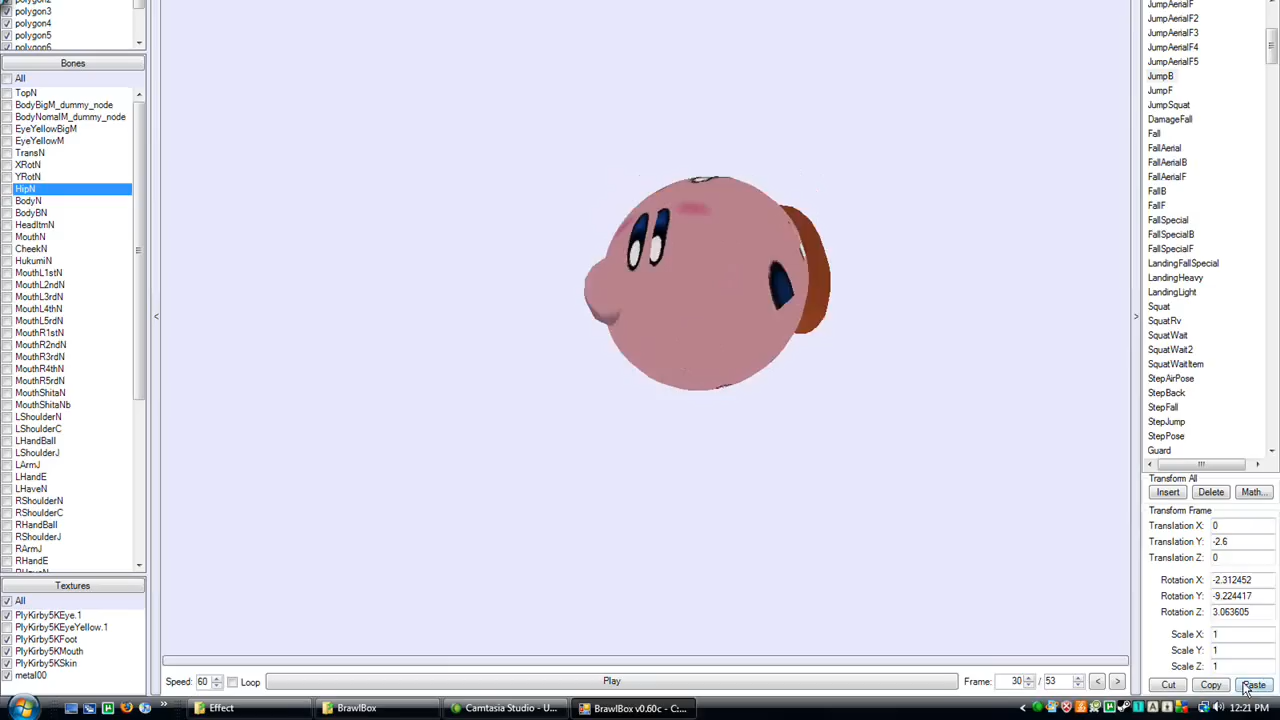 polygon3
polygon4
polygon5
polygon6
Bones
All
TopN
BodyBigM_dummy_node
BodyNomalM_dummy_node
EyeYellowBigM
EyeYellowM
TransN
XRotN
YRotN
HipN
BodyN
BodyBN
HeadItmN
MouthN
CheekN
HukumiN
MouthL1stN
MouthL2ndN
MouthL3rdN
MouthL4thN
MouthL5rdN
MouthR1stN
MouthR2ndN
MouthR3rdN
MouthR4thN
MouthR5rdN
MouthShitaN
MouthShitaNb
LShoulderN
LShoulderC
LHandBall
LShoulderJ
LArmJ
LHandE
LHaveN
RShoulderN
RShoulderC
RHandBall
RShoulderJ
RArmJ
RHandE
RHaveN
Textures
All
PlyKirby5KEye.1
PlyKirby5KEyeYellow.1
PlyKirby5KFoot
PlyKirby5KMouth
PlyKirby5KSkin
metal00
<
>
Speed: 60 Loop Play Frame: 30 / 53 < >
JumpAerialF
JumpAerialF2
JumpAerialF3
JumpAerialF4
JumpAerialF5
JumpB
JumpF
JumpSquat
DamageFall
Fall
FallAerial
FallAerialB
FallAerialF
FallB
FallF
FallSpecial
FallSpecialB
FallSpecialF
LandingFallSpecial
LandingHeavy
LandingLight
Squat
SquatRv
SquatWait
SquatWait2
SquatWaitItem
StepAirPose
StepBack
StepFall
StepJump
StepPose
Guard
Transform All
Insert Delete Math...
Transform Frame
Translation X: 0
Translation Y: -2.6
Translation Z: 0
Rotation X: -2.312452
Rotation Y: -9.224417
Rotation Z: 3.063605
Scale X: 1
Scale Y: 1
Scale Z: 1
Cut Copy Paste
Effect BrawlBox Camtasia Studio - U... BrawlBox v0.60c - C:... 12:21 PM